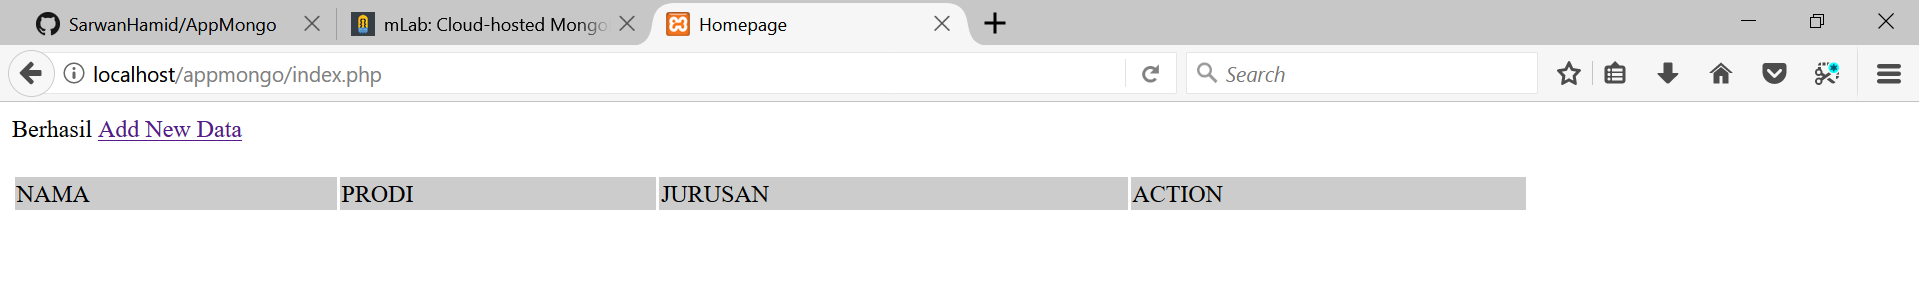 SarwanHamid/AppMongo
mLab: Cloud-hosted Mongo
Homepage
localhost/appmongo/index.php
Search
Berhasil Add New Data
NAMA PRODI JURUSAN ACTION